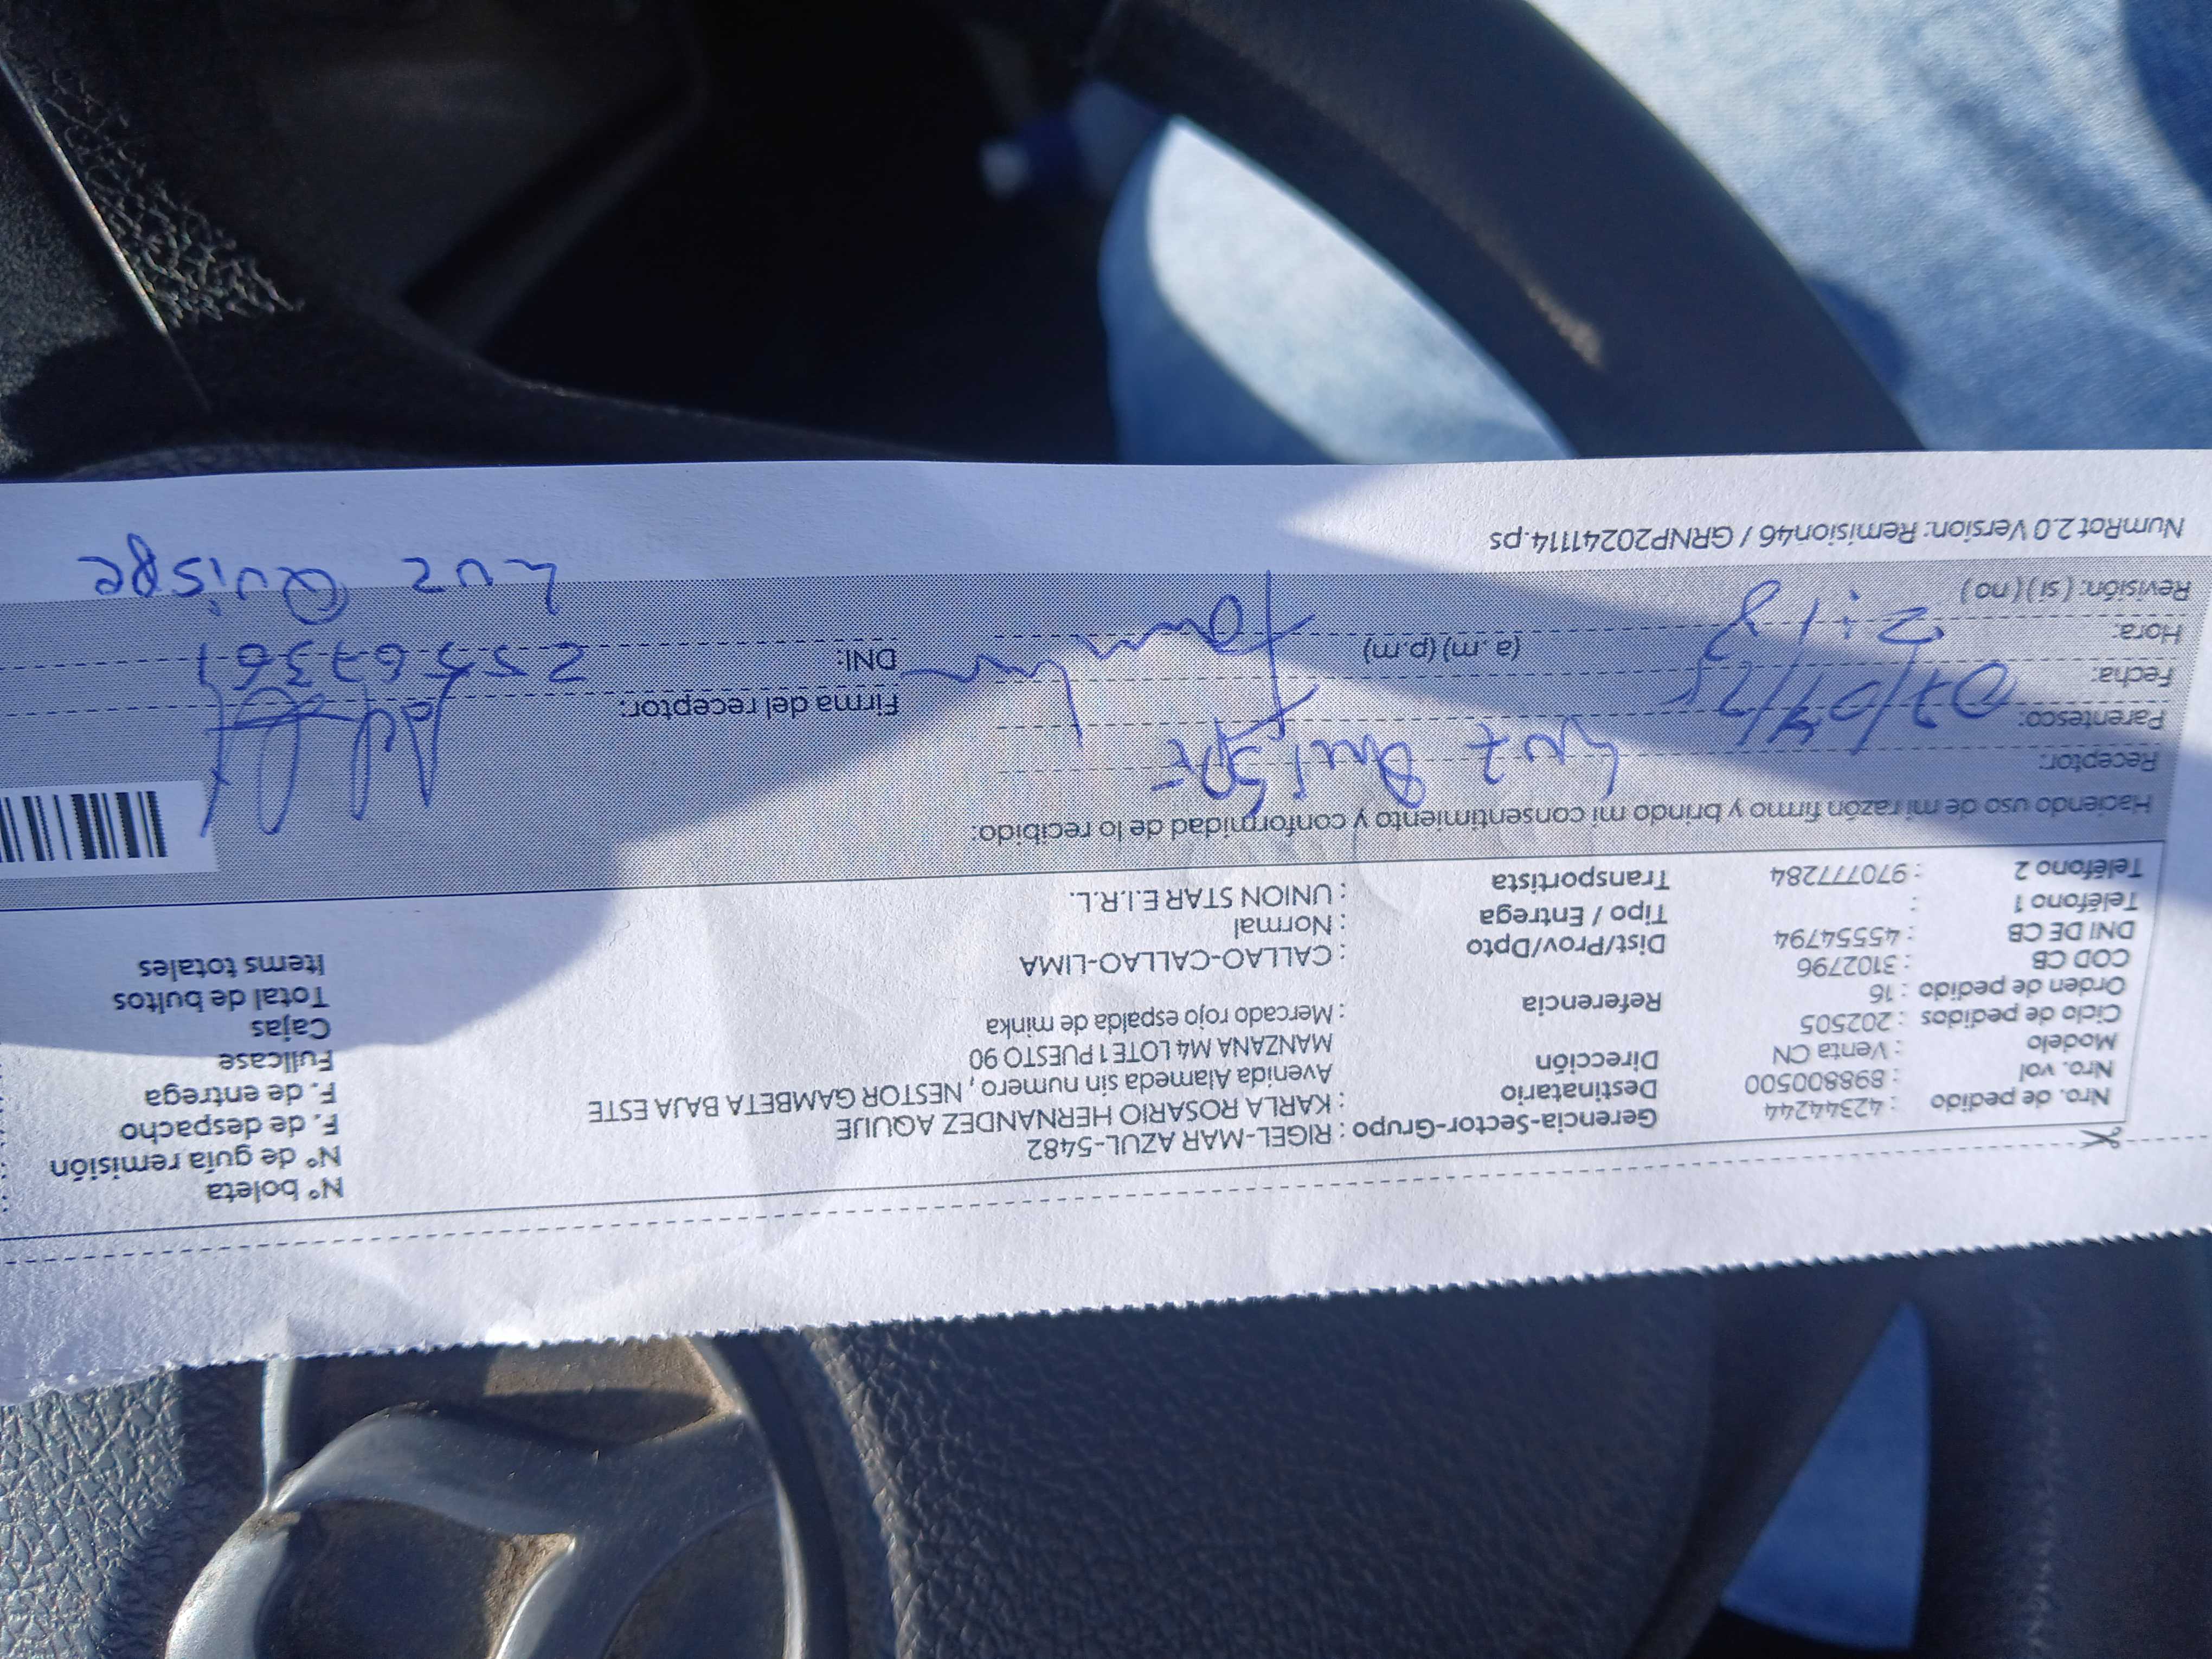 Nro. de pedido : 42344244
Nro. vol : 898800500
Modelo : Venta CN
Ciclo de pedidos : 202505
Orden de pedido : 16
COD CB : 3102796
DNI DE CB : 45554794
Teléfono 1 :
Teléfono 2 : 970777284
Gerencia-Sector-Grupo : RIGEL-MAR AZUL-5482
Destinatario : KARLA ROSARIO HERNANDEZ AQUIJE
Dirección Avenida Alameda sin numero , NESTOR GAMBETA BAJA ESTE
MANZANA M4 LOTE 1 PUESTO 90
Referencia : Mercado rojo espalda de minka
Dist/Prov/Dpto : CALLAO-CALLAO-LIMA
Tipo / Entrega : Normal
Transportista : UNION STAR E.I.R.L.
N° boleta
N° de guía remisión
F. de despacho
F. de entrega
Fullcase
Cajas
Total de bultos
Items totales
Haciendo uso de mi razón firmo y brindo mi consentimiento y conformidad de lo recibido:
Receptor: Luz Quispe
Parentesco:
Fecha: 07/04/25
Hora: 2:18 (a .m) (p.m)
Revisión: ( si ) ( no )
Firma del receptor:
DNI: 25567361
Luz Quispe
NumRot 2.0 Version: Remision46 / GRNP20241114.ps